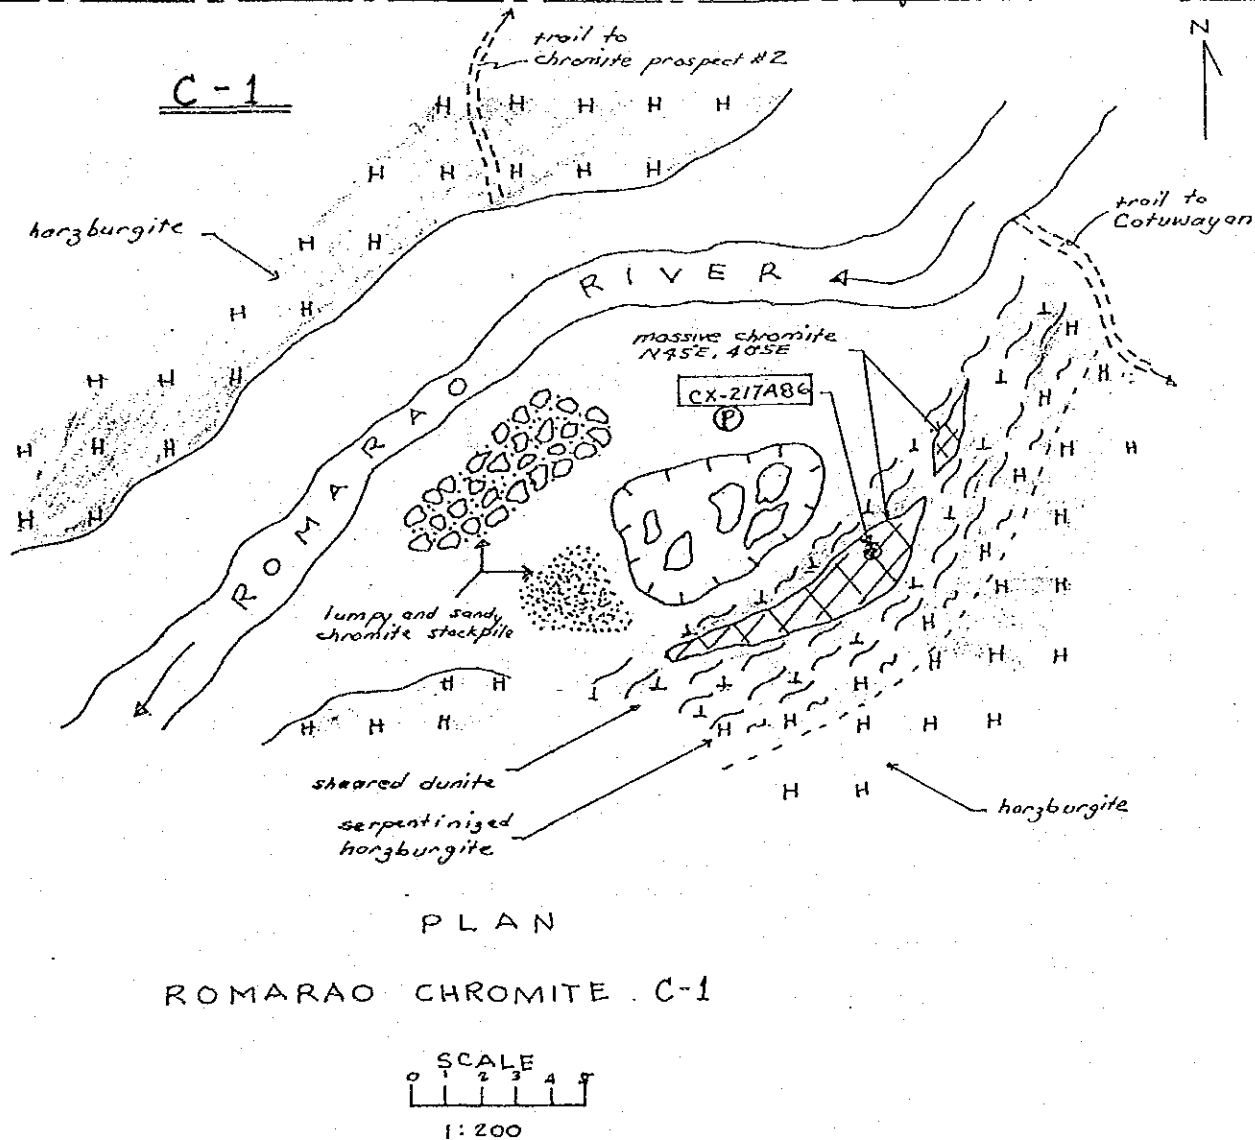 C-1
trail to
chromite prospect #2
N
harzburgite
trail to
Cotuwayan
RIVER
massive chromite
N45E, 40SE
CX-217A86
P
ROMARAO
lumpy and sandy
chromite stockpile
sheared dunite
serpentinized
harzburgite
harzburgite
PLAN
ROMARAO CHROMITE C-1
SCALE
0 1 2 3 4 5
1:200